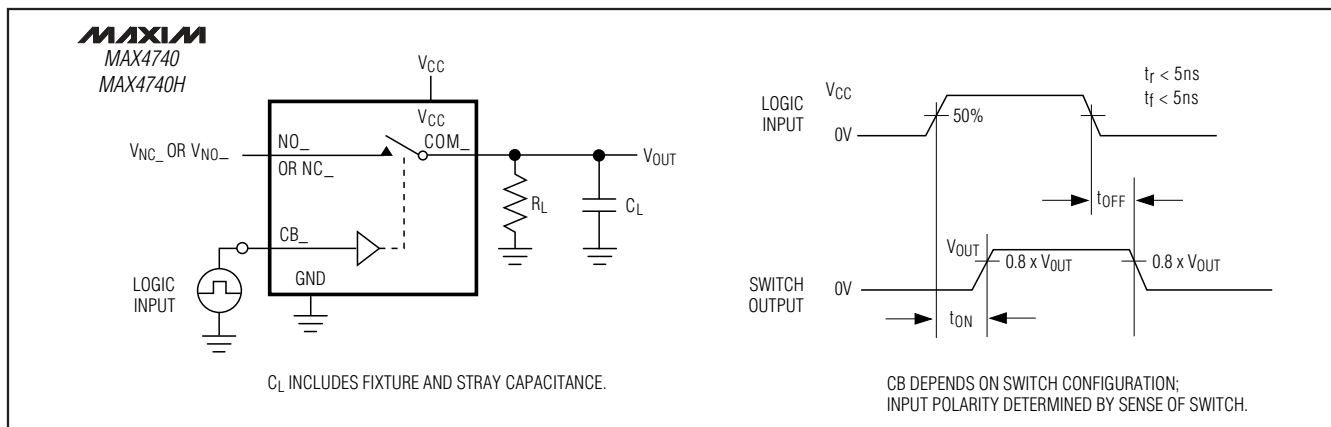 MAXIM
MAX4740
MAX4740H
VCC
VCC
VNC_ OR VNO_
NO_
OR NC_
COM_
VOUT
RL
CL
CB_
LOGIC
INPUT
GND
CL INCLUDES FIXTURE AND STRAY CAPACITANCE.
LOGIC
INPUT
VCC
0V
50%
tr < 5ns
tf < 5ns
tOFF
SWITCH
OUTPUT
VOUT
0V
0.8 x VOUT
0.8 x VOUT
tON
CB DEPENDS ON SWITCH CONFIGURATION;
INPUT POLARITY DETERMINED BY SENSE OF SWITCH.